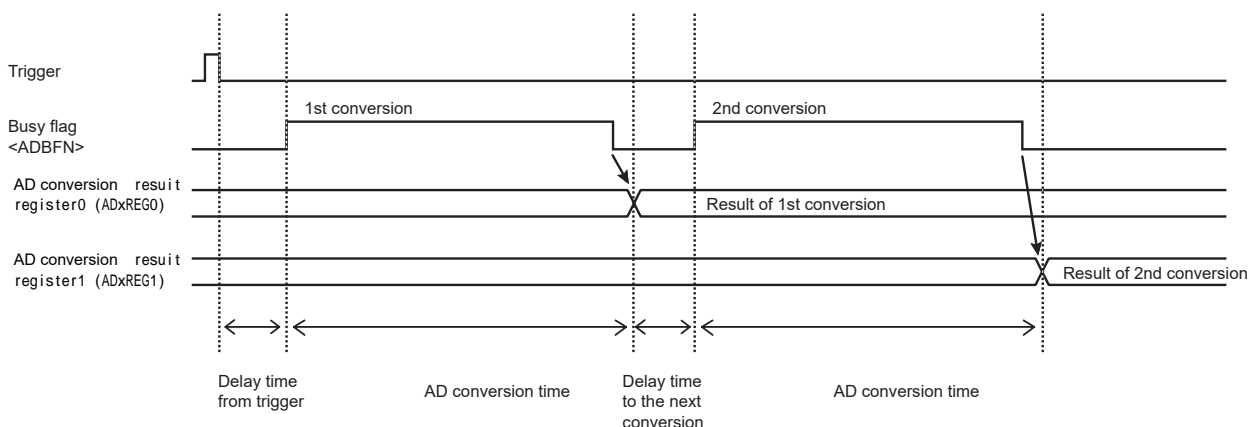 Trigger
1st conversion
2nd conversion
Busy flag
<ADBFN>
AD conversion resuit
register0 (ADxREG0)
Result of 1st conversion
AD conversion resuit
register1 (ADxREG1)
Result of 2nd conversion
Delay time
from trigger
AD conversion time
Delay time
to the next
conversion
AD conversion time